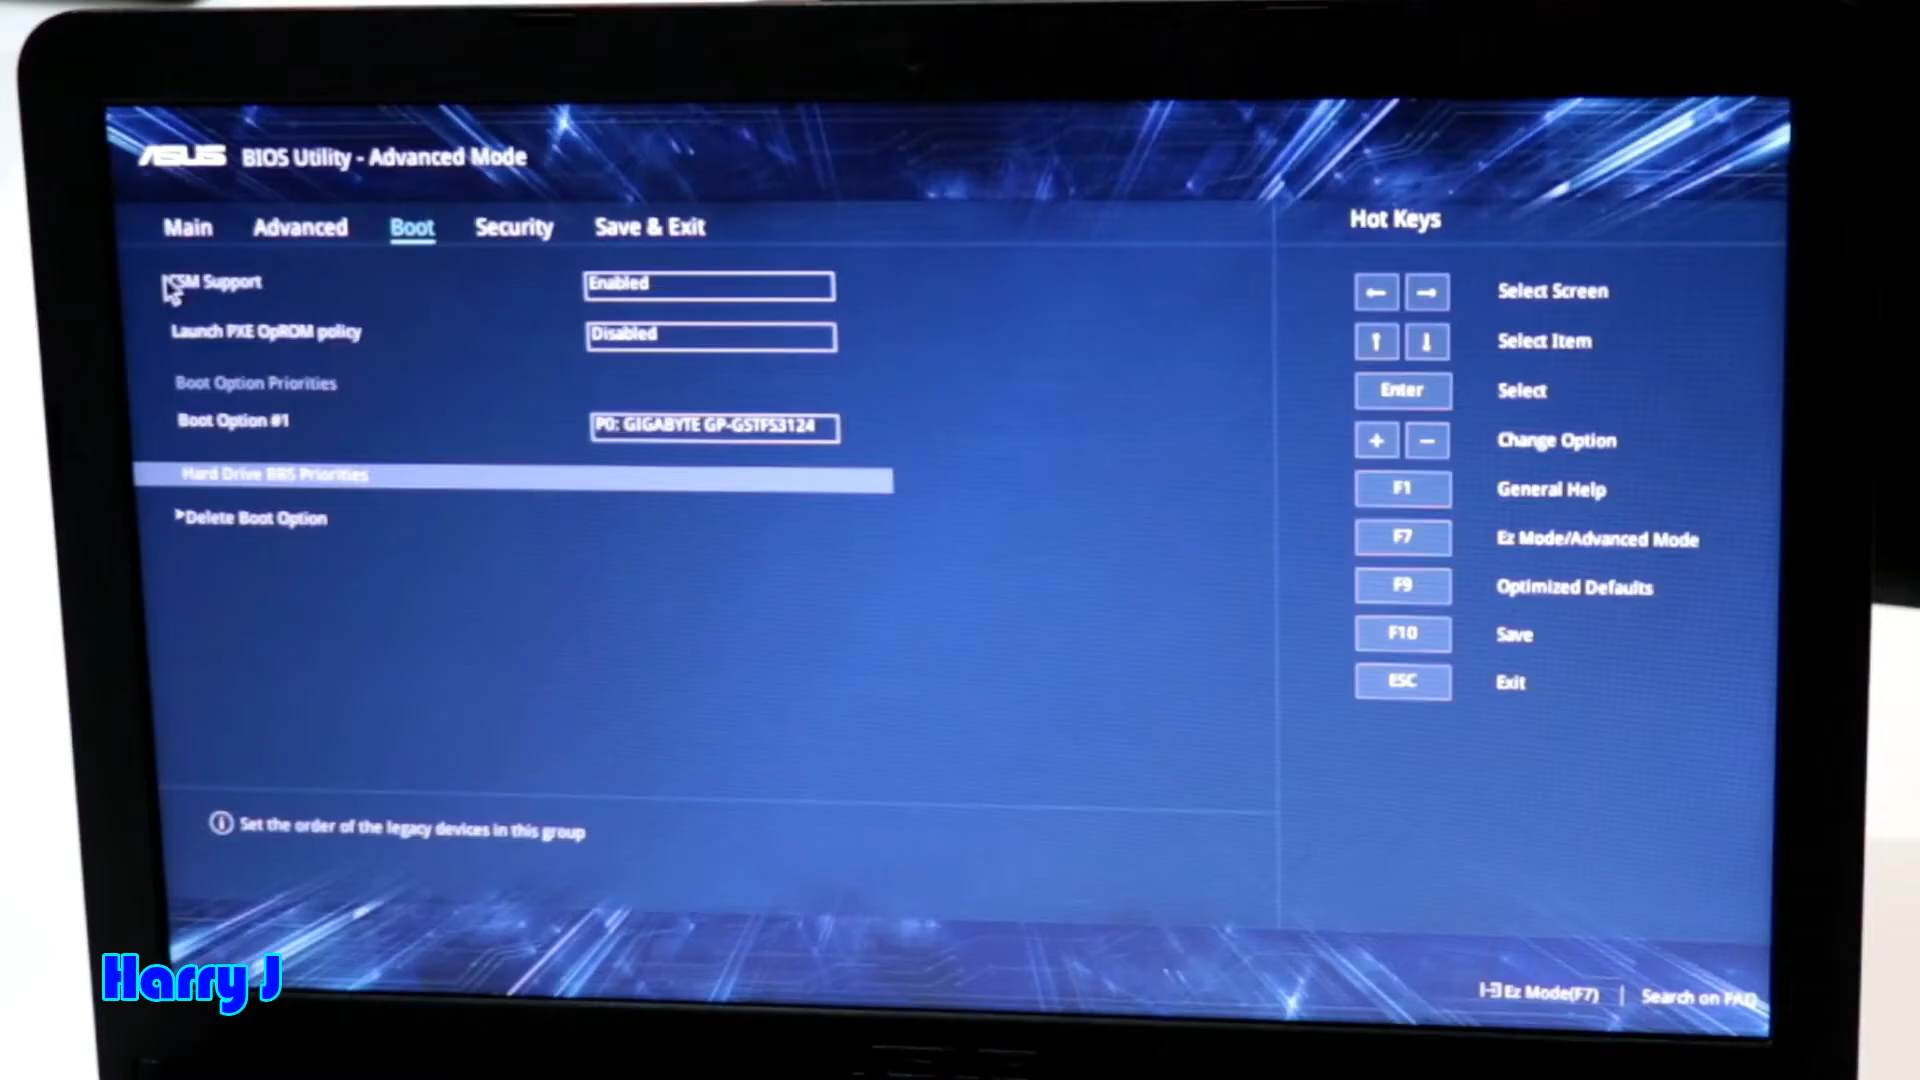 ASUS BIOS Utility - Advanced Mode
Main Advanced Boot Security Save & Exit
CSM Support Enabled
Launch PXE OpROM policy Disabled
Boot Option Priorities
Boot Option #1 P0: GIGABYTE GP-GSTFS3124
Hard Drive BBS Priorities
Delete Boot Option
Set the order of the legacy devices in this group
Hot Keys
← → Select Screen
↑ ↓ Select Item
Enter Select
+ - Change Option
F1 General Help
F7 Ez Mode/Advanced Mode
F9 Optimized Defaults
F10 Save
ESC Exit
Ez Mode(F7) | Search on FAQ
Harry J